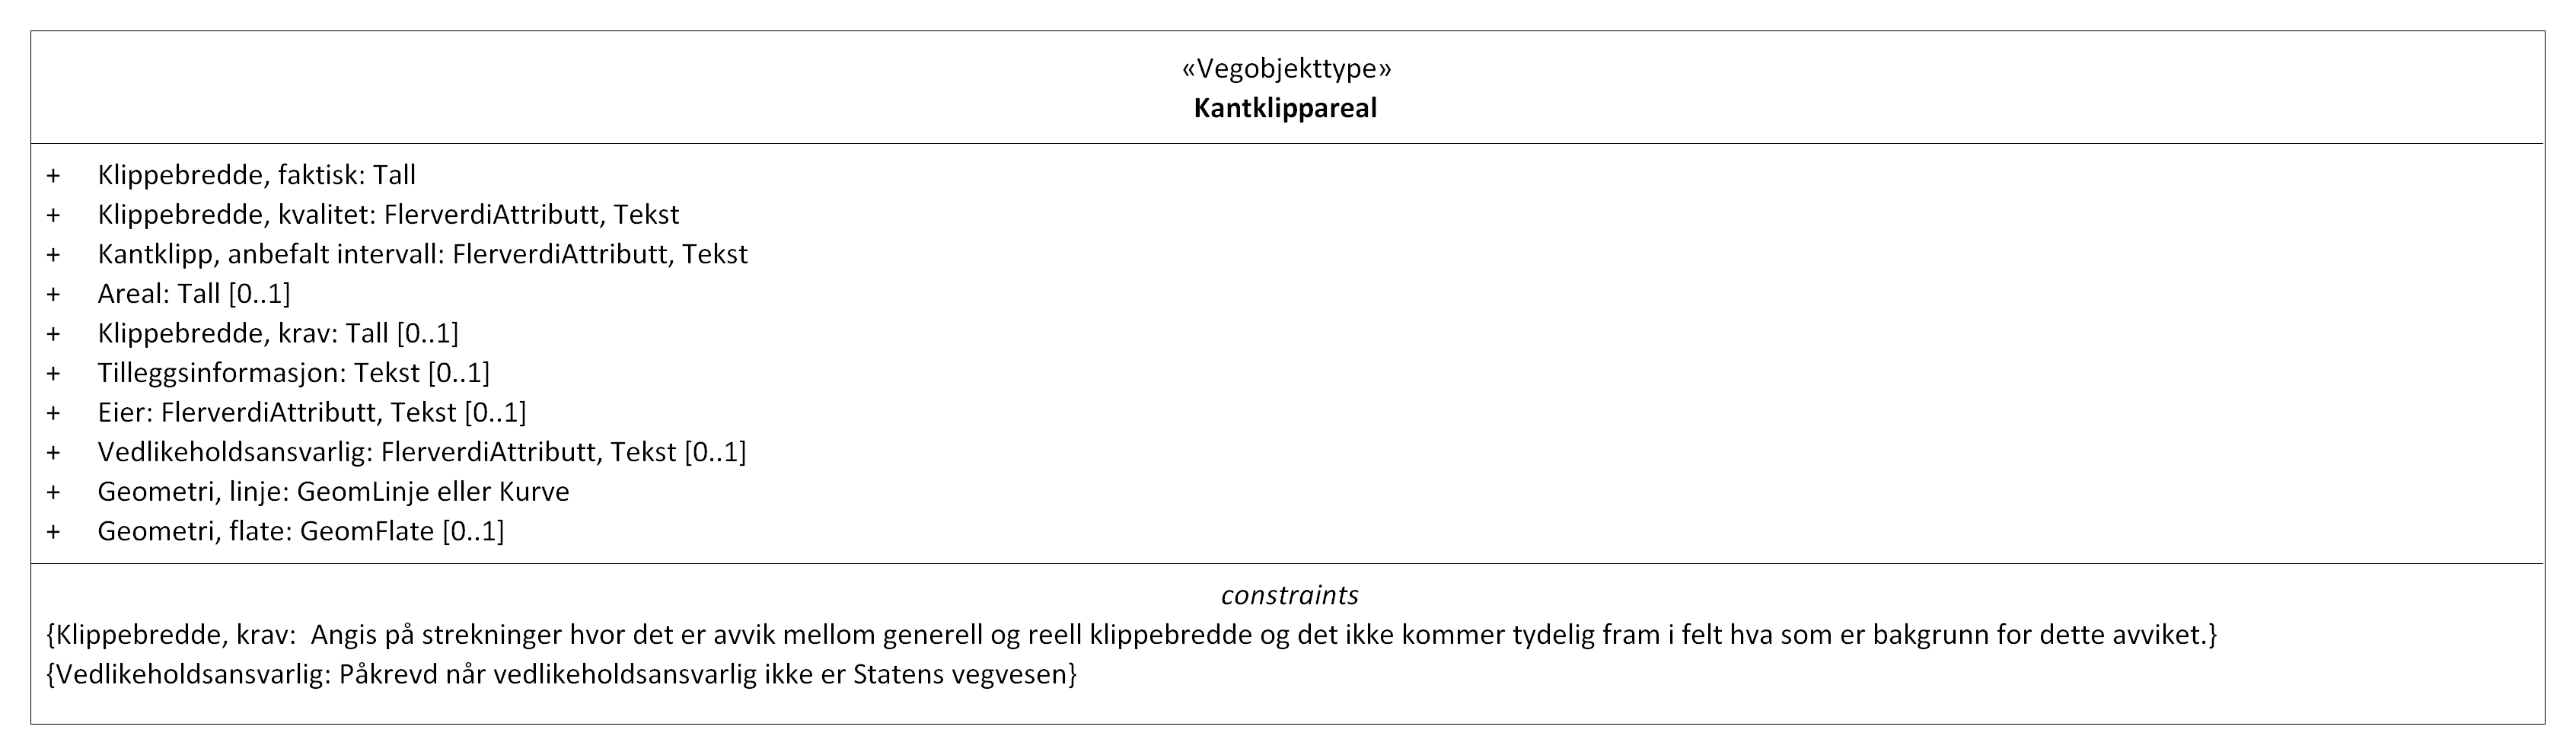 «Vegobjekttype»
Kantklippareal
+ Klippebredde, faktisk: Tall
+ Klippebredde, kvalitet: FlerverdiAttributt, Tekst
+ Kantklipp, anbefalt intervall: FlerverdiAttributt, Tekst
+ Areal: Tall [0..1]
+ Klippebredde, krav: Tall [0..1]
+ Tilleggsinformasjon: Tekst [0..1]
+ Eier: FlerverdiAttributt, Tekst [0..1]
+ Vedlikeholdsansvarlig: FlerverdiAttributt, Tekst [0..1]
+ Geometri, linje: GeomLinje eller Kurve
+ Geometri, flate: GeomFlate [0..1]
constraints
{Klippebredde, krav:  Angis på strekninger hvor det er avvik mellom generell og reell klippebredde og det ikke kommer tydelig fram i felt hva som er bakgrunn for dette avviket.}
{Vedlikeholdsansvarlig: Påkrevd når vedlikeholdsansvarlig ikke er Statens vegvesen}